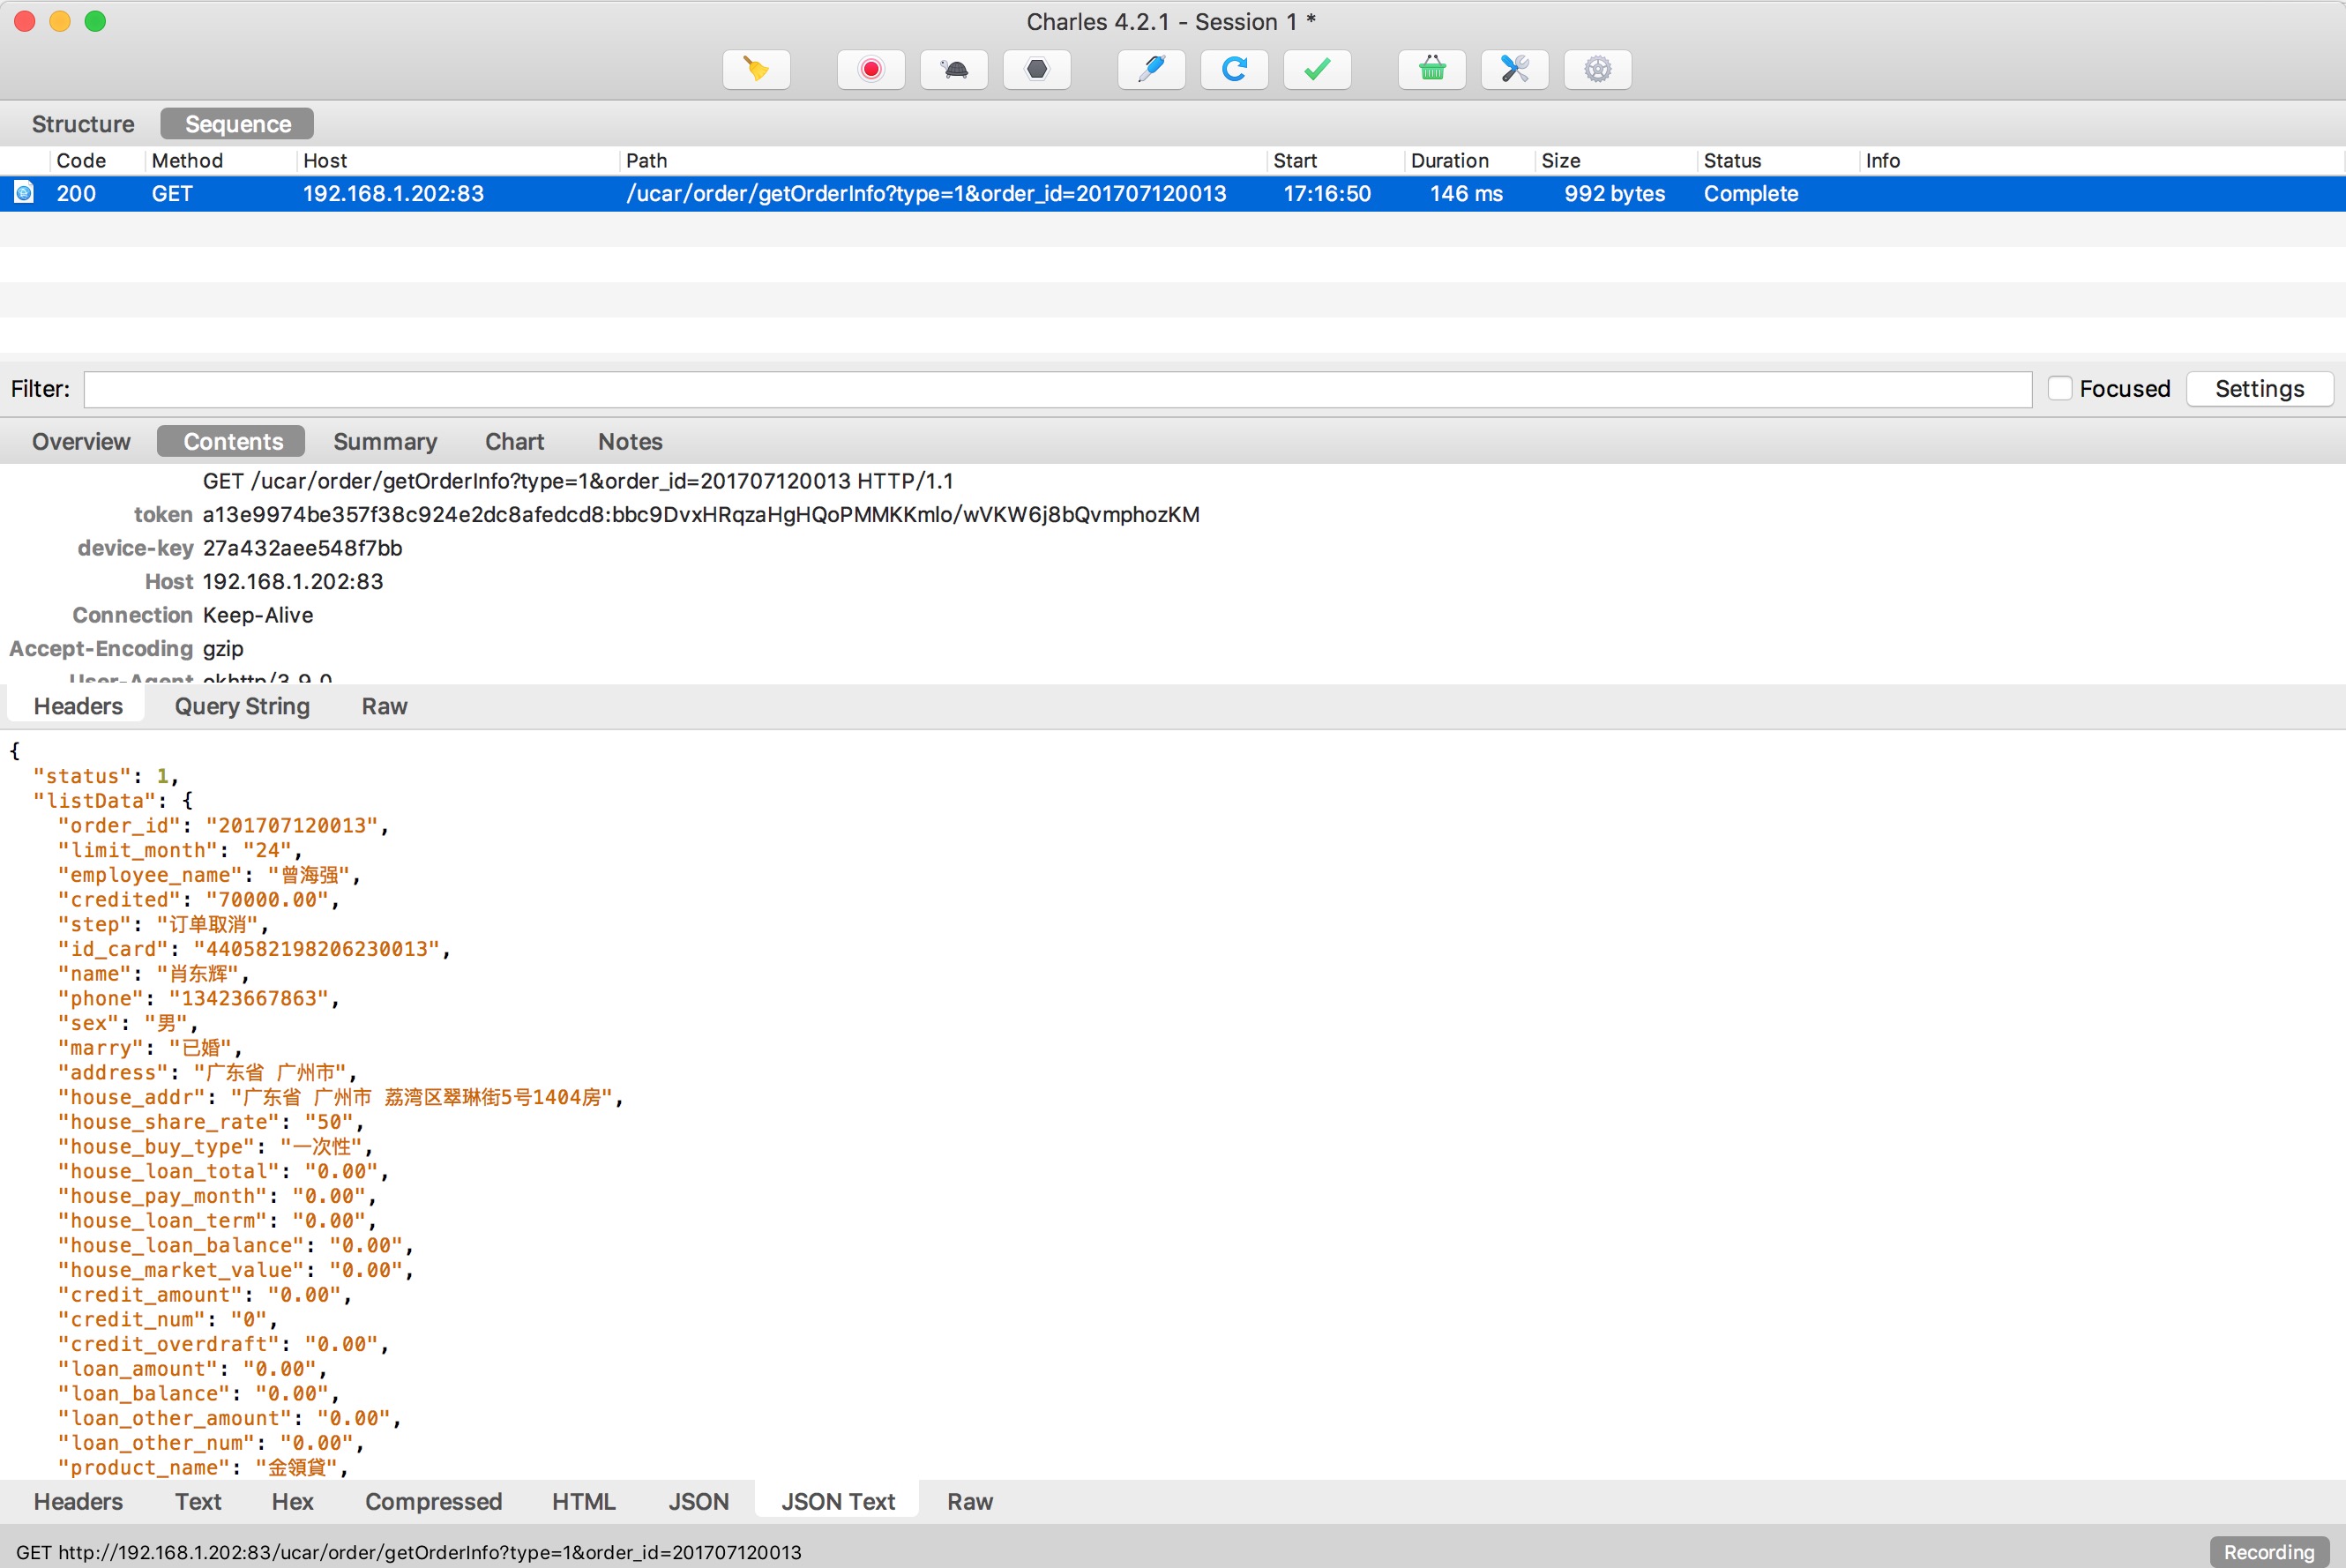 Charles 4.2.1 - Session 1 *
Structure Sequence
Code Method Host Path Start Duration Size Status Info
200 GET 192.168.1.202:83 /ucar/order/getOrderInfo?type=1&order_id=201707120013 17:16:50 146 ms 992 bytes Complete
Filter: Focused Settings
Overview Contents Summary Chart Notes
GET /ucar/order/getOrderInfo?type=1&order_id=201707120013 HTTP/1.1
token a13e9974be357f38c924e2dc8afedcd8:bbc9DvxHRqzaHgHQoPMMKKmlo/wVKW6j8bQvmphozKM
device-key 27a432aee548f7bb
Host 192.168.1.202:83
Connection Keep-Alive
Accept-Encoding gzip
User-Agent okhttp/3.9.0
Headers Query String Raw
{
"status": 1,
"listData": {
"order_id": "201707120013",
"limit_month": "24",
"employee_name": "曾海强",
"credited": "70000.00",
"step": "订单取消",
"id_card": "440582198206230013",
"name": "肖东辉",
"phone": "13423667863",
"sex": "男",
"marry": "已婚",
"address": "广东省 广州市",
"house_addr": "广东省 广州市 荔湾区翠琳街5号1404房",
"house_share_rate": "50",
"house_buy_type": "一次性",
"house_loan_total": "0.00",
"house_pay_month": "0.00",
"house_loan_term": "0.00",
"house_loan_balance": "0.00",
"house_market_value": "0.00",
"credit_amount": "0.00",
"credit_num": "0",
"credit_overdraft": "0.00",
"loan_amount": "0.00",
"loan_balance": "0.00",
"loan_other_amount": "0.00",
"loan_other_num": "0.00",
"product_name": "金領貸",
Headers Text Hex Compressed HTML JSON JSON Text Raw
GET http://192.168.1.202:83/ucar/order/getOrderInfo?type=1&order_id=201707120013 Recording